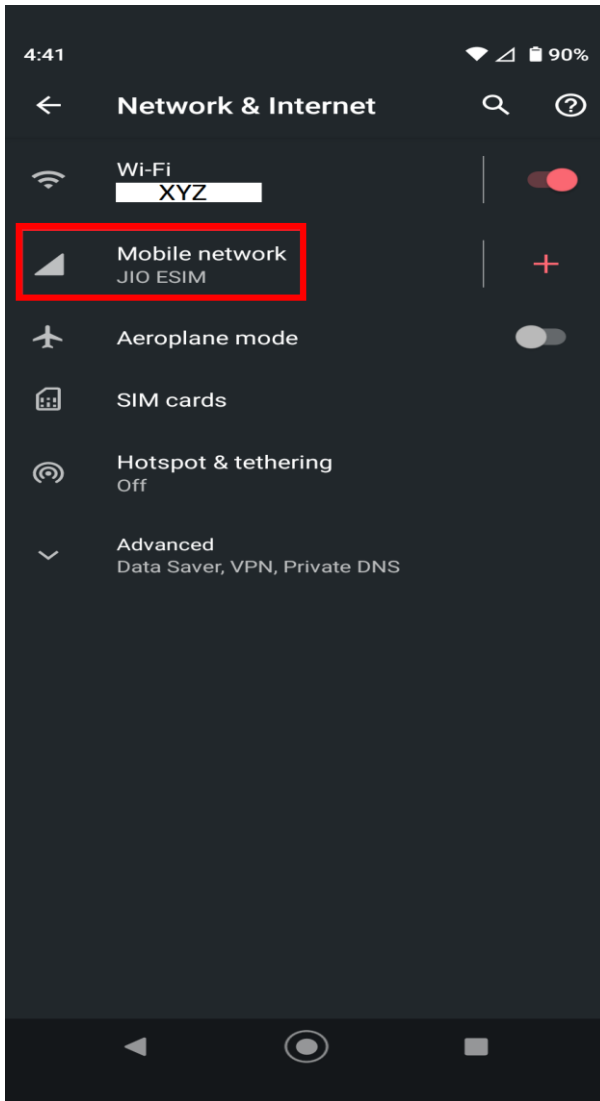 4:41
90%
Network & Internet
Wi-Fi
XYZ
Mobile network
JIO ESIM
Aeroplane mode
SIM cards
Hotspot & tethering
Off
Advanced
Data Saver, VPN, Private DNS